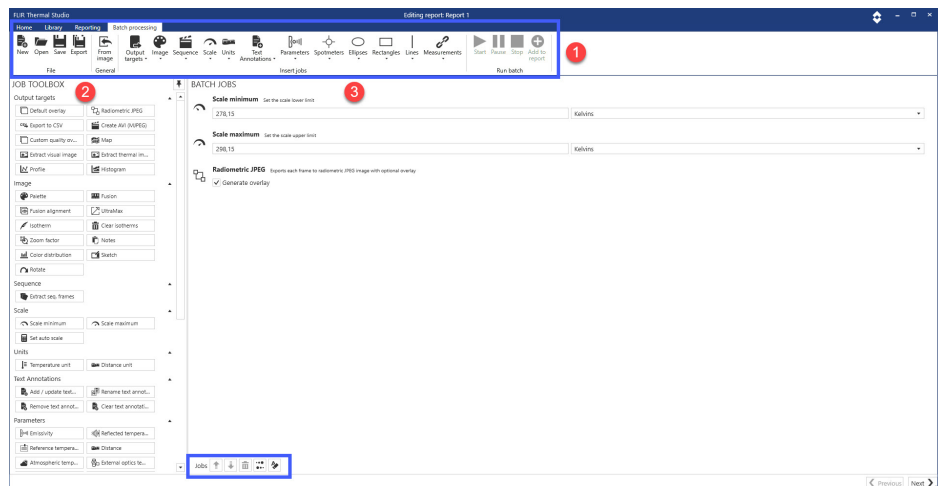 FLIR Thermal Studio
Editing report: Report 1
Home Library Reporting Batch processing
New Open Save Export From image Output targets Image Sequence Scale Units Text Annotations Parameters Spotmeters Ellipses Rectangles Lines Measurements Start Pause Stop Add to report
File General Insert jobs Run batch
1
JOB TOOLBOX
2
BATCH JOBS
3
Output targets
Default overlay Radiometric JPEG
Export to CSV Create AVI (MJPEG)
Custom quality ov... Map
Extract visual image Extract thermal im...
Profile Histogram
Image
Palette Fusion
Fusion alignment UltraMax
Isotherm Clear isotherms
Zoom factor Notes
Color distribution Sketch
Rotate
Sequence
Extract seq. frames
Scale
Scale minimum Scale maximum
Set auto scale
Units
Temperature unit Distance unit
Text Annotations
Add / update text... Rename text annot...
Remove text annot... Clear text annotati...
Parameters
Emissivity Reflected tempera...
Reference tempera... Distance
Atmospheric temp... External optics te...
Scale minimum Set the scale lower limit
278,15 Kelvins
Scale maximum Set the scale upper limit
298,15 Kelvins
Radiometric JPEG Exports each frame to radiometric JPEG image with optional overlay
Generate overlay
Jobs
Previous Next